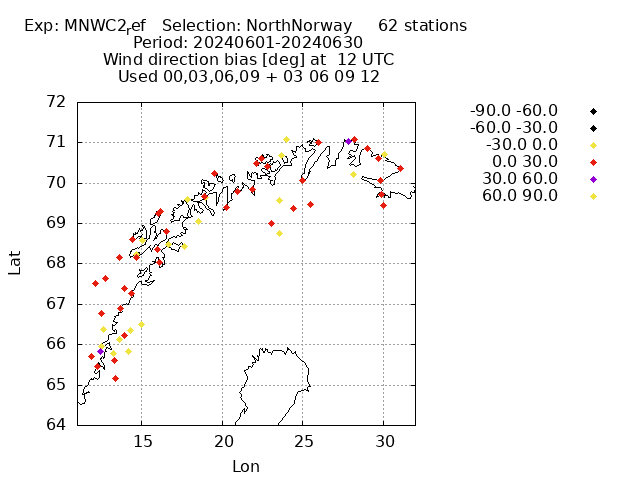 Exp: MNWC2ref Selection: NorthNorway 62 stations
Period: 20240601-20240630
Wind direction bias [deg] at 12 UTC
Used 00,03,06,09 + 03 06 09 12
-90.0 -60.0
-60.0 -30.0
-30.0 0.0
0.0 30.0
30.0 60.0
60.0 90.0
72
71
70
69
68
67
66
65
64
Lat
15 20 25 30
Lon